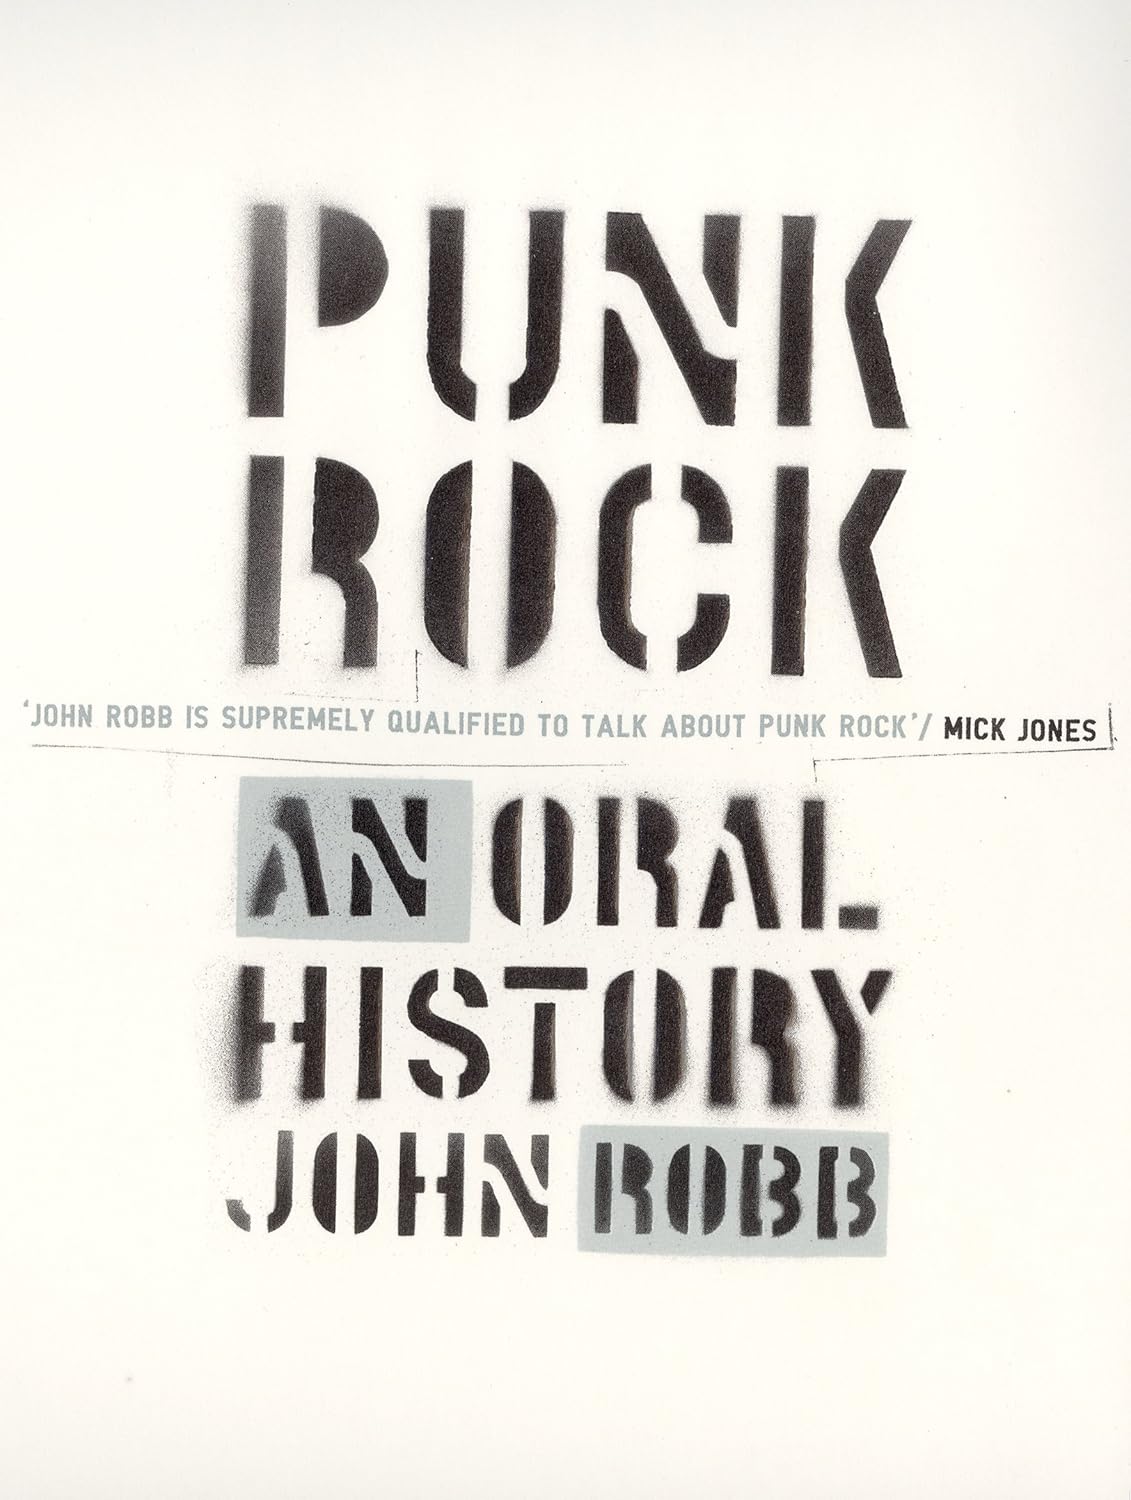 PUNK
ROCK
‘JOHN ROBB IS SUPREMELY QUALIFIED TO TALK ABOUT PUNK ROCK’/ MICK JONES
AN ORAL
HISTORY
JOHN ROBB